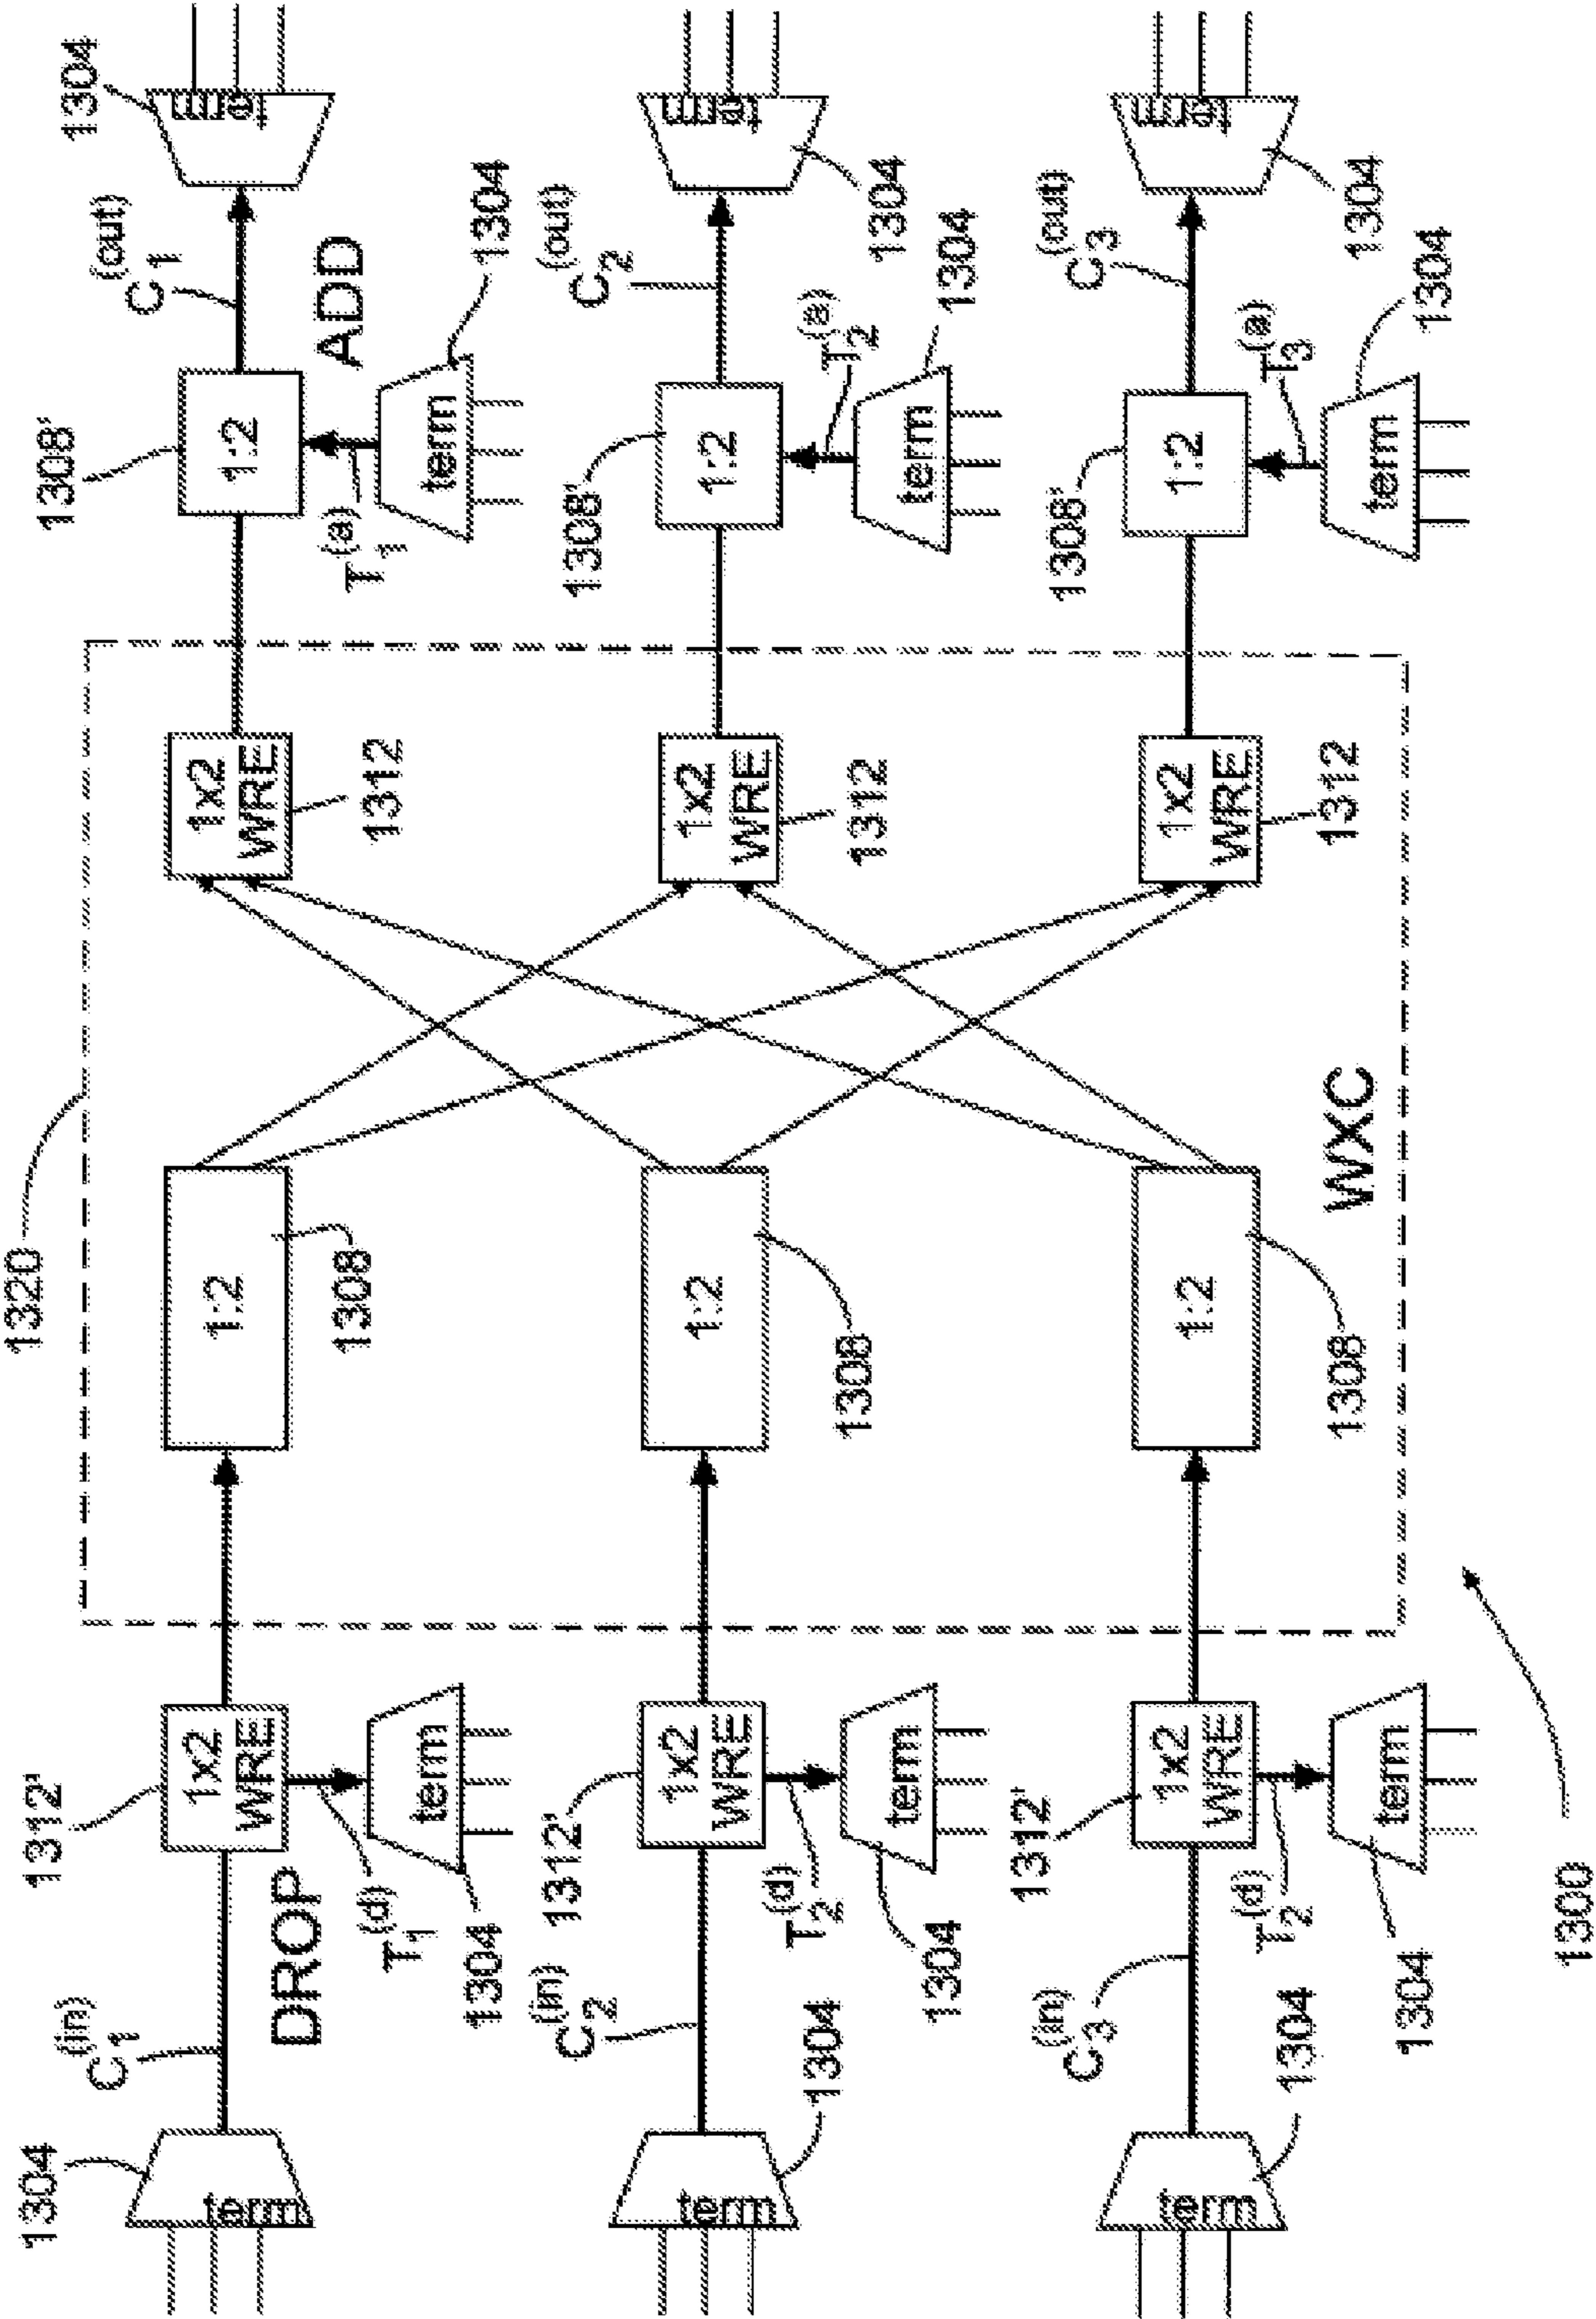 1304
1312'
1320
1308'
1304
C1(in)
C1(out)
term
1x2
WRE
1:2
1x2
WRE
1:2
term
DROP
ADD
T1(d)
term
1308
1312
T1(a)
term
1304
1304
C2(in)
1312'
1308'
C2(out)
term
1x2
WRE
1:2
1x2
WRE
1:2
term
1304
T2(d)
term
1308
1312
T2(a)
term
1304
1304
1304
C3(in)
1312'
1308'
C3(out)
term
1x2
WRE
1:2
1x2
WRE
1:2
term
1304
T2(d)
term
1308
1312
T3(a)
term
1304
WXC
1304
1304
1300